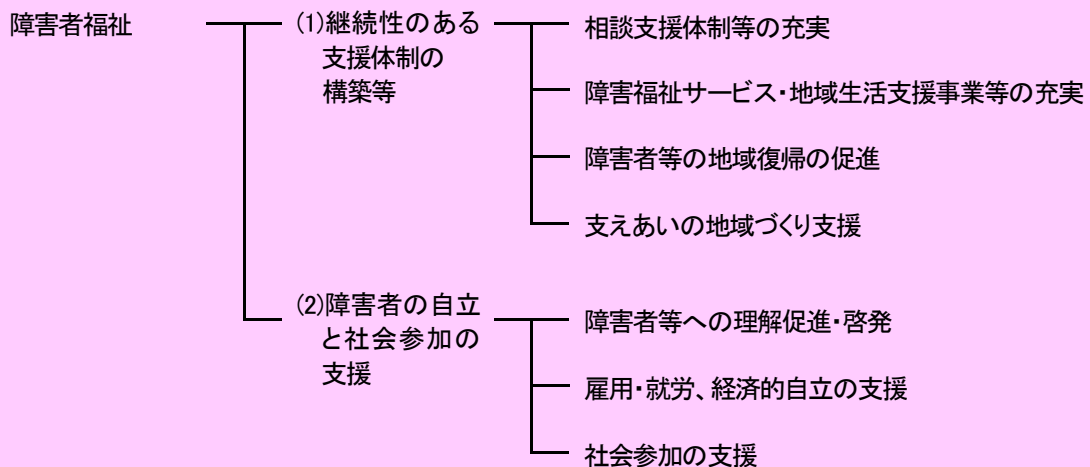 障害者福祉
(1)継続性のある
支援体制の
構築等
相談支援体制等の充実
障害福祉サービス・地域生活支援事業等の充実
障害者等の地域復帰の促進
支えあいの地域づくり支援
(2)障害者の自立
と社会参加の
支援
障害者等への理解促進・啓発
雇用・就労、経済的自立の支援
社会参加の支援